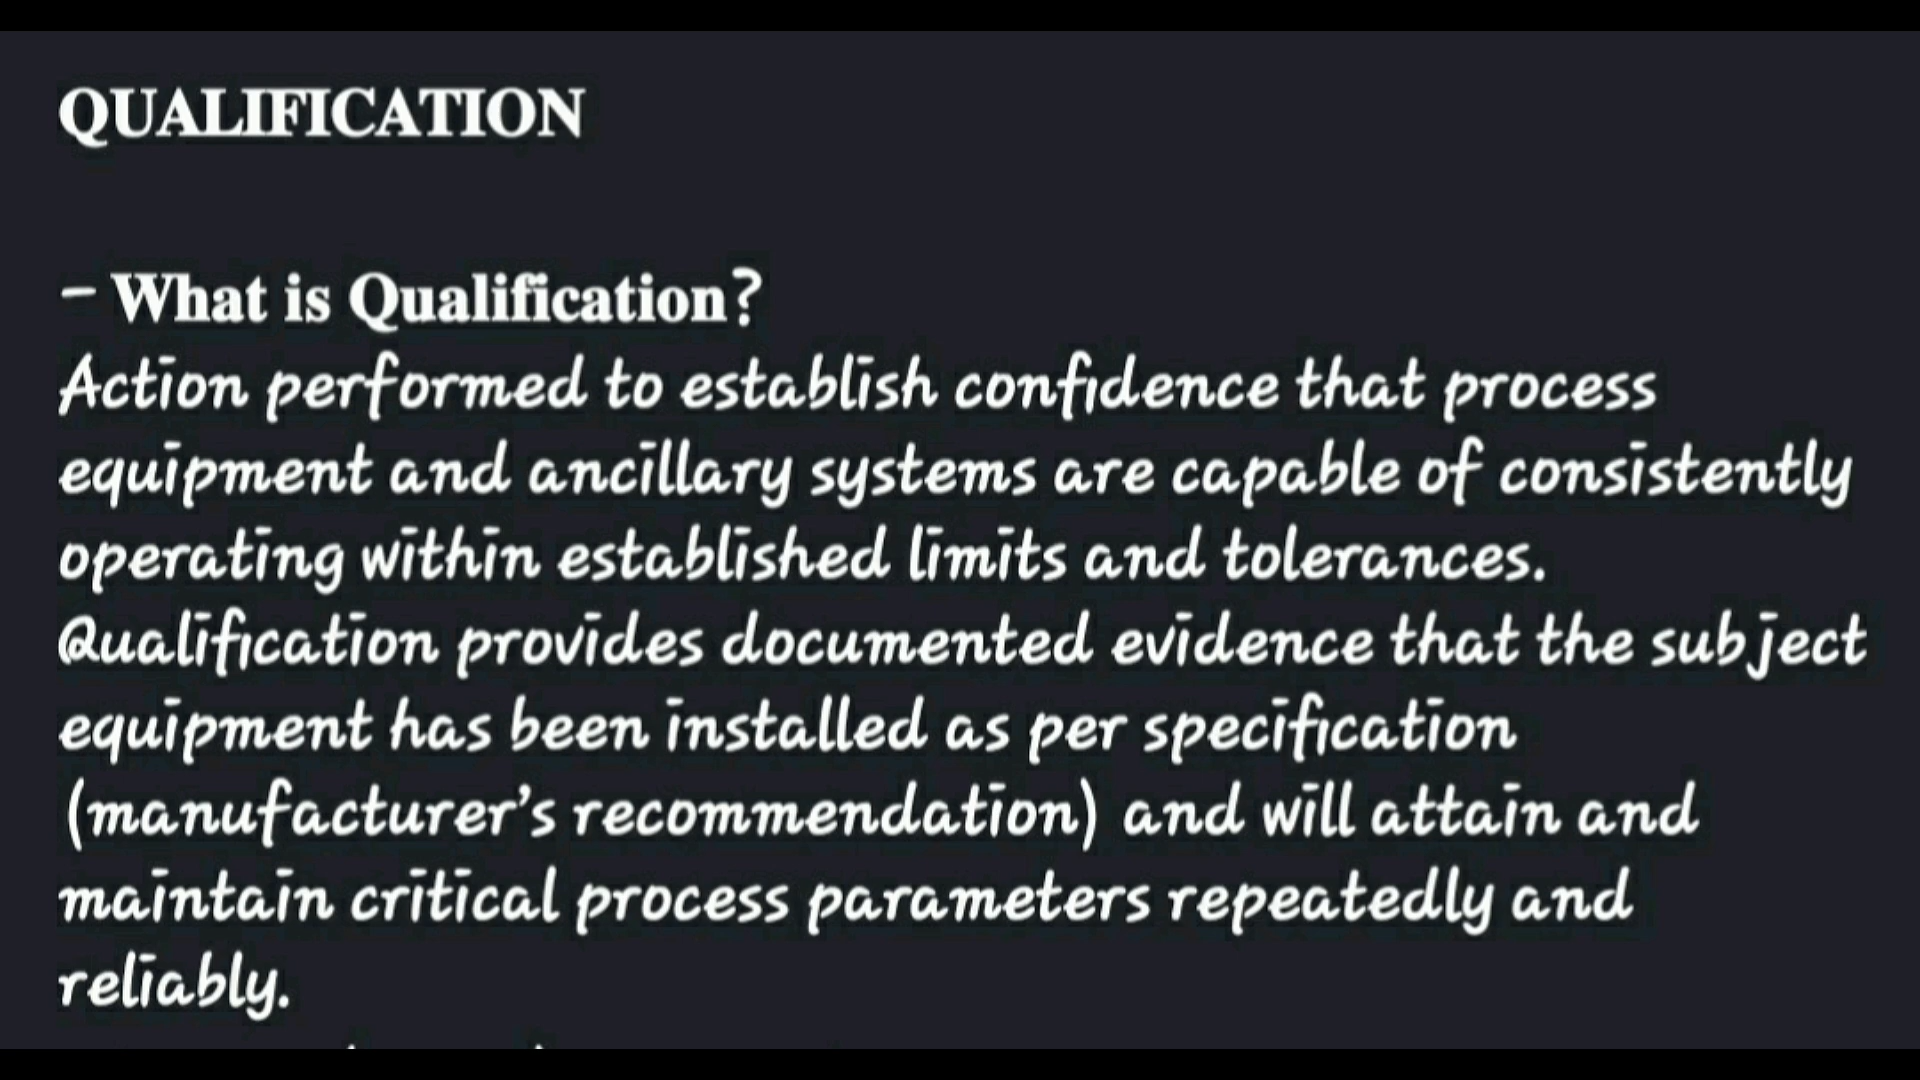 QUALIFICATION
– What is Qualification?
Action performed to establish confidence that process
equipment and ancillary systems are capable of consistently
operating within established limits and tolerances.
Qualification provides documented evidence that the subject
equipment has been installed as per specification
(manufacturer’s recommendation) and will attain and
maintain critical process parameters repeatedly and
reliably.